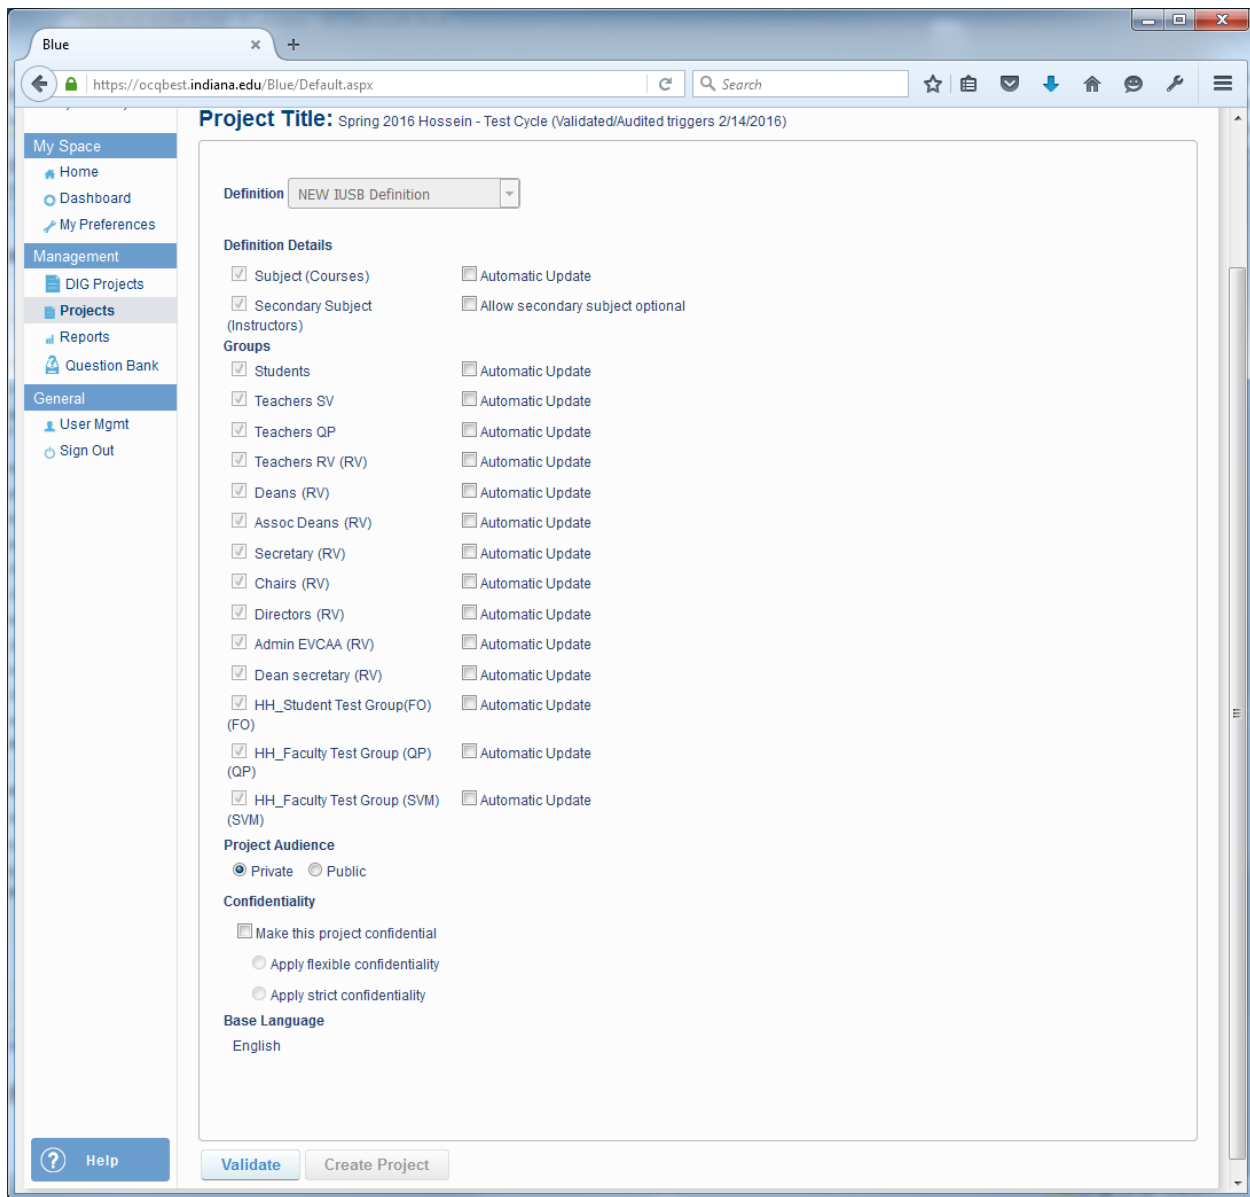 Blue
https://ocqbest.indiana.edu/Blue/Default.aspx
Search
Project Title: Spring 2016 Hossein - Test Cycle (Validated/Audited triggers 2/14/2016)
My Space
Home
Dashboard
My Preferences
Management
DIG Projects
Projects
Reports
Question Bank
General
User Mgmt
Sign Out
Definition NEW IUSB Definition
Definition Details
Subject (Courses) Automatic Update
Secondary Subject Allow secondary subject optional
(Instructors)
Groups
Students Automatic Update
Teachers SV Automatic Update
Teachers QP Automatic Update
Teachers RV (RV) Automatic Update
Deans (RV) Automatic Update
Assoc Deans (RV) Automatic Update
Secretary (RV) Automatic Update
Chairs (RV) Automatic Update
Directors (RV) Automatic Update
Admin EVCAA (RV) Automatic Update
Dean secretary (RV) Automatic Update
HH_Student Test Group(FO) Automatic Update
(FO)
HH_Faculty Test Group (QP) Automatic Update
(QP)
HH_Faculty Test Group (SVM) Automatic Update
(SVM)
Project Audience
Private Public
Confidentiality
Make this project confidential
Apply flexible confidentiality
Apply strict confidentiality
Base Language
English
? Help
Validate Create Project